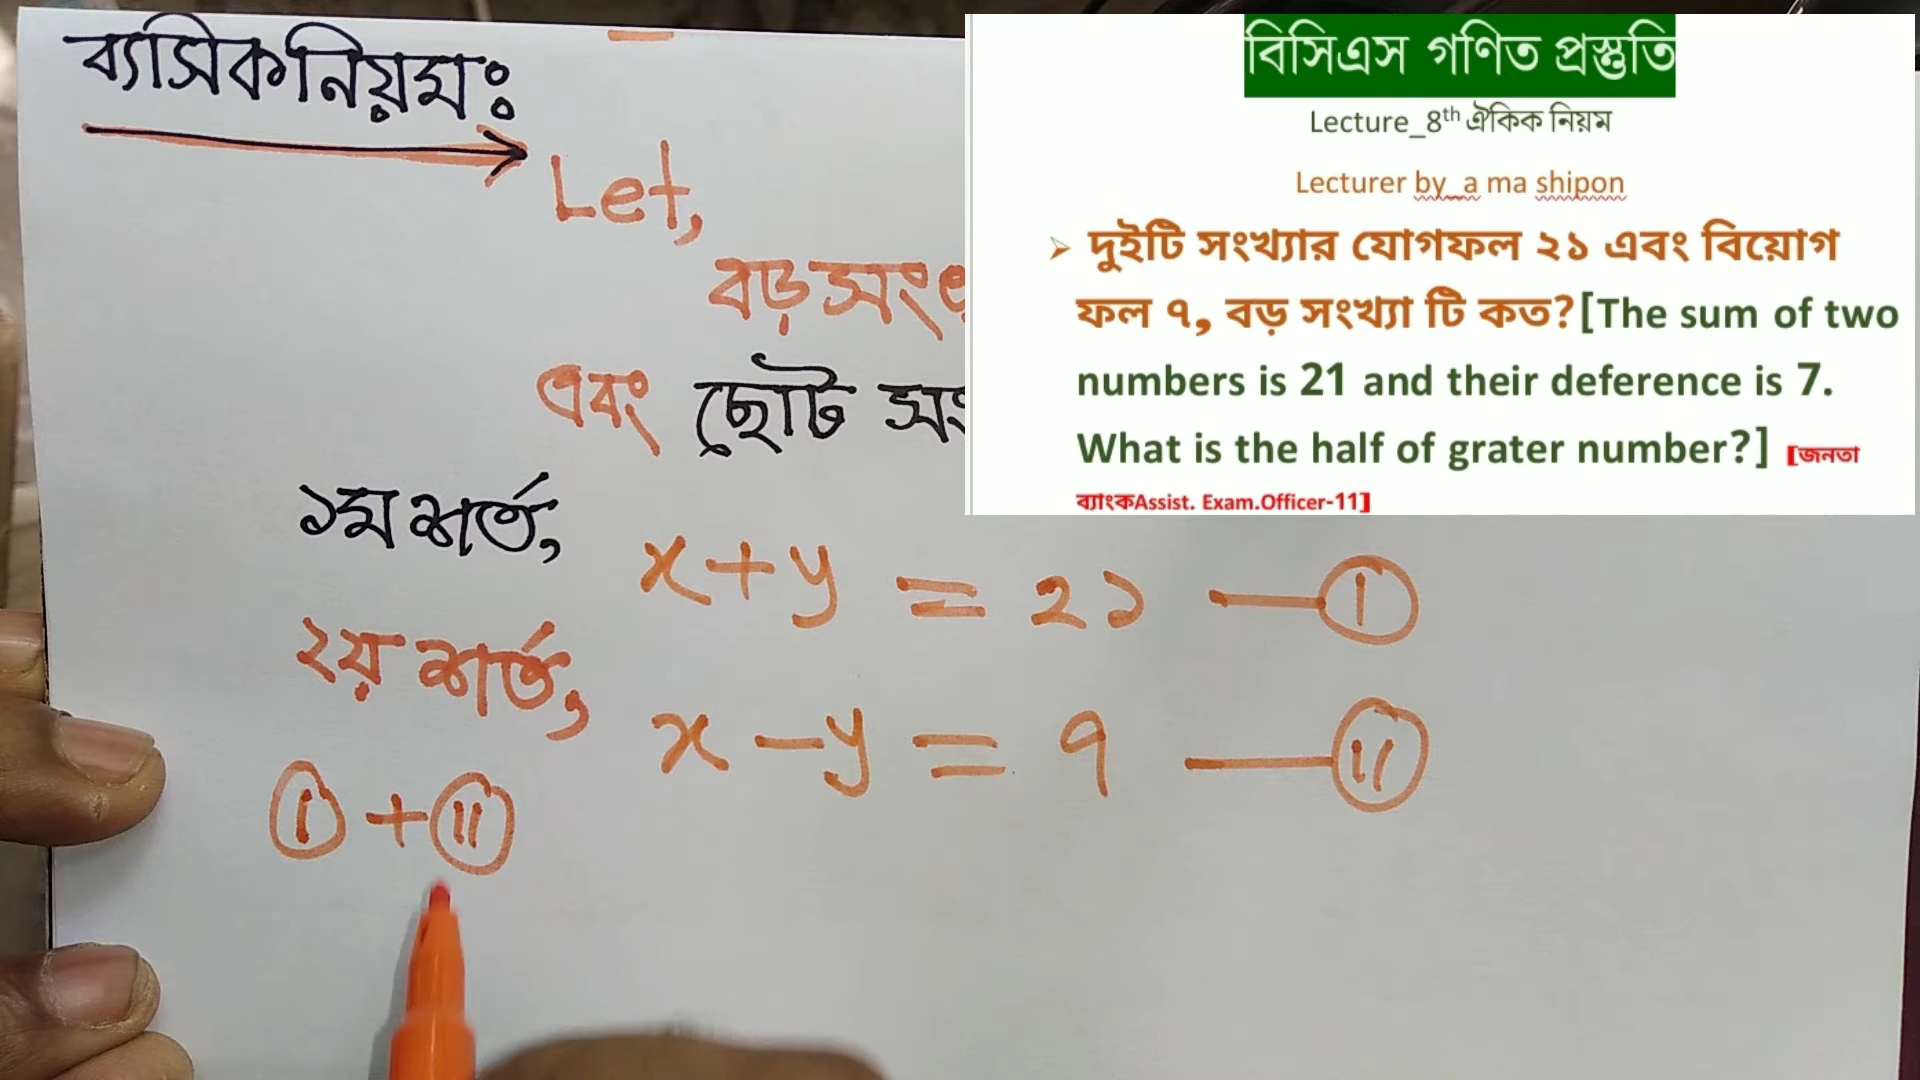 ব্যাসিক নিয়মঃ
Let,
বড় সংখ
এবং ছোট সং
১ম শর্ত,
x+y = ২১ — I
২য় শর্ত,
x-y = ৭ — II
I + II
বিসিএস গণিত প্রস্তুতি
Lecture_8th ঐকিক নিয়ম
Lecturer by_a ma shipon
➢ দুইটি সংখ্যার যোগফল ২১ এবং বিয়োগ
ফল ৭, বড় সংখ্যা টি কত?[The sum of two
numbers is 21 and their deference is 7.
What is the half of grater number?] [জনতা
ব্যাংকAssist. Exam.Officer-11]